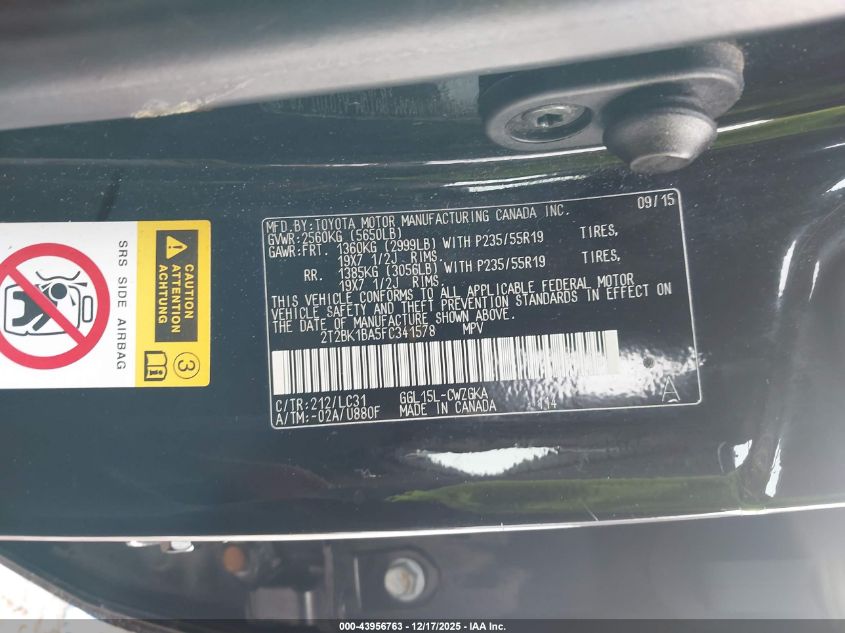 MFD.BY:TOYOTA MOTOR MANUFACTURING CANADA INC. 09/15
GVWR:2560KG (5650LB)
GAWR:FRT. 1360KG (2999LB) WITH P235/55R19 TIRES,
19X7 1/2J RIMS.
RR. 1385KG (3056LB) WITH P235/55R19 TIRES,
19X7 1/2J RIMS.
THIS VEHICLE CONFORMS TO ALL APPLICABLE FEDERAL MOTOR
VEHICLE SAFETY AND THEFT PREVENTION STANDARDS IN EFFECT ON
THE DATE OF MANUFACTURE SHOWN ABOVE.
2T2BK1BA5FC341578 MPV
C/TR:212/LC31 GGL15L-CWZGKA
A/TM:-02A/U880F MADE IN CANADA 114
A
SRS SIDE AIRBAG
CAUTION
ATTENTION
ACHTUNG
3
000-43956763 - 12/17/2025 - IAA Inc.